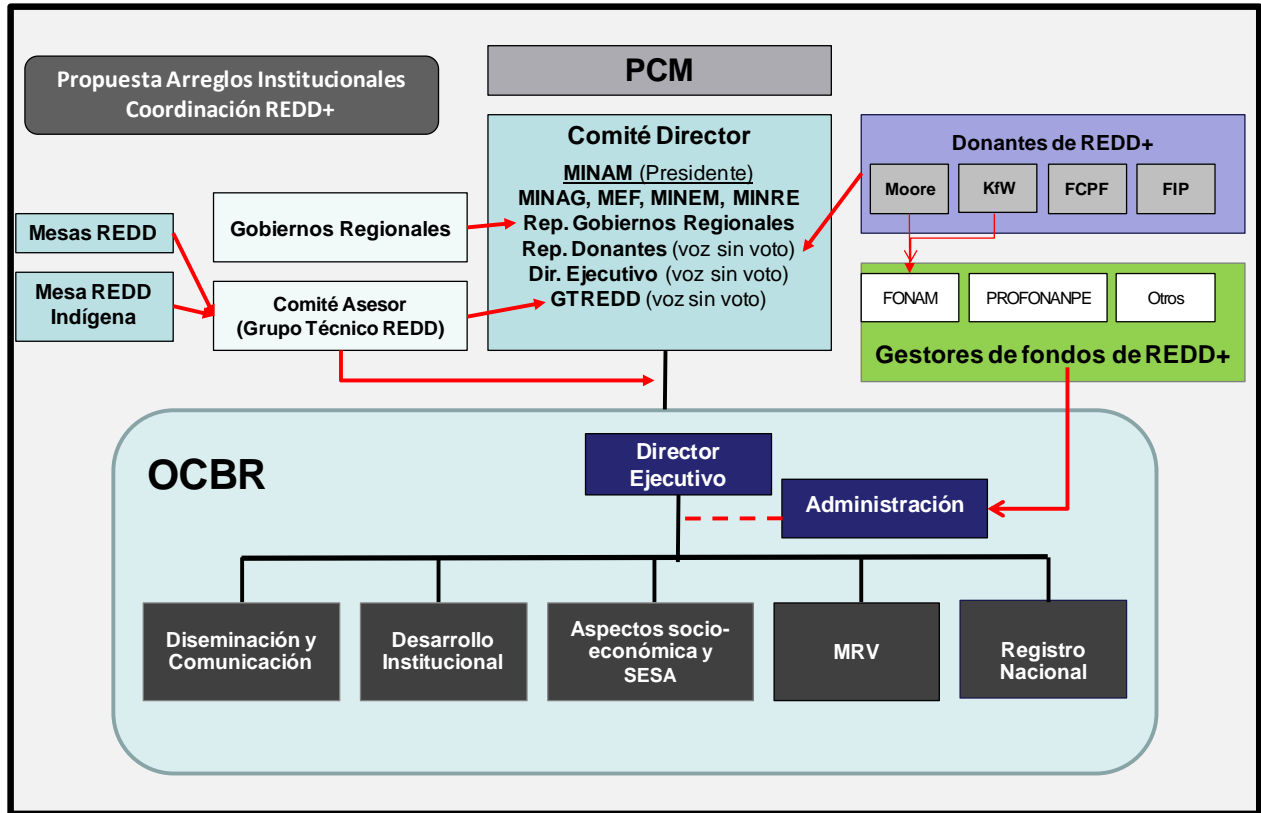 Propuesta Arreglos Institucionales
Coordinación REDD+
PCM
Comité Director
MINAM (Presidente)
MINAG, MEF, MINEM, MINRE
Rep. Gobiernos Regionales
Rep. Donantes (voz sin voto)
Dir. Ejecutivo (voz sin voto)
GTREDD (voz sin voto)
Donantes de REDD+
Moore
KfW
FCPF
FIP
Mesas REDD
Mesa REDD
Indígena
Gobiernos Regionales
Comité Asesor
(Grupo Técnico REDD)
FONAM
PROFONANPE
Otros
Gestores de fondos de REDD+
OCBR
Director
Ejecutivo
Administración
Diseminación y
Comunicación
Desarrollo
Institucional
Aspectos socio-
económica y
SESA
MRV
Registro
Nacional